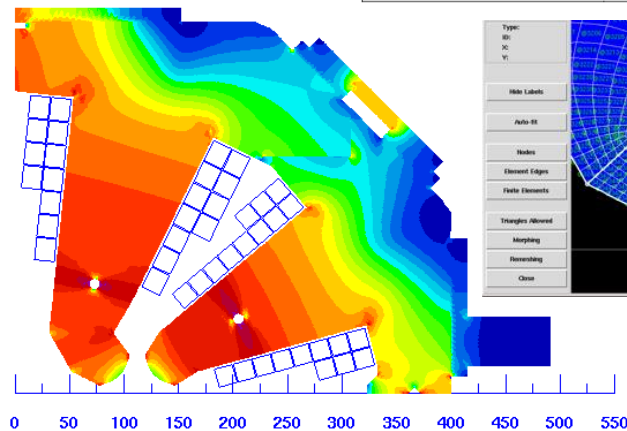 Type:
ID:
X:
Y:
Hide Labels
Auto-fit
Nodes
Element Edges
Finite Elements
Triangles Allowed
Morphing
Remeshing
Close
0 50 100 150 200 250 300 350 400 450 500 550